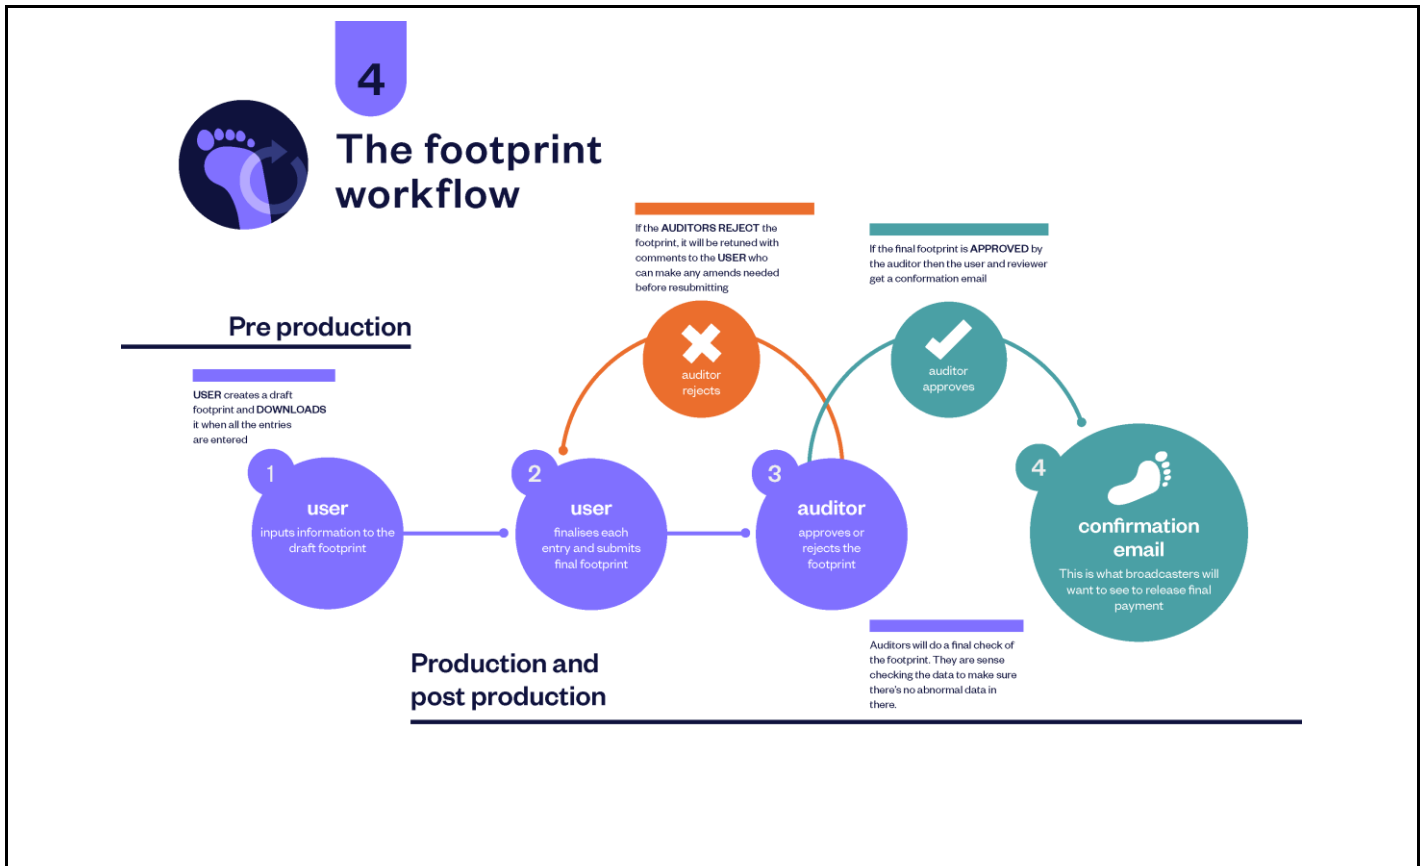 4
The footprint
workflow
If the AUDITORS REJECT the
footprint, it will be retuned with
comments to the USER who
can make any amends needed
before resubmitting
If the final footprint is APPROVED by
the auditor then the user and reviewer
get a conformation email
Pre production
USER creates a draft
footprint and DOWNLOADS
it when all the entries
are entered
auditor
rejects
auditor
approves
1
user
inputs information to the
draft footprint
2
user
finalises each
entry and submits
final footprint
3
auditor
approves or
rejects the
footprint
4
confirmation
email
This is what broadcasters will
want to see to release final
payment
Production and
post production
Auditors will do a final check of
the footprint. They are sense
checking the data to make sure
there's no abnormal data in
there.